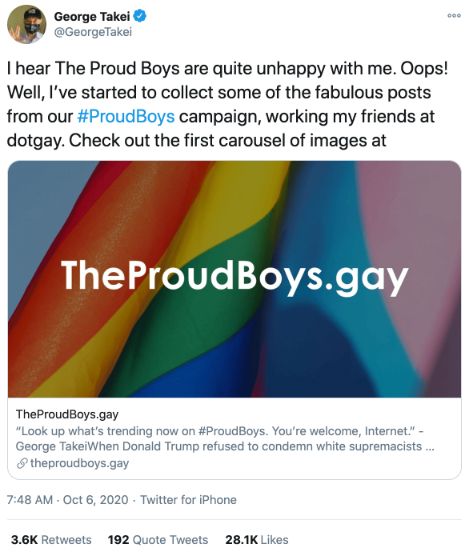 George Takei
@GeorgeTakei
I hear The Proud Boys are quite unhappy with me. Oops!
Well, I've started to collect some of the fabulous posts
from our #ProudBoys campaign, working my friends at
dotgay. Check out the first carousel of images at
TheProudBoys.gay
TheProudBoys.gay
“Look up what's trending now on #ProudBoys. You're welcome, Internet.” -
George TakeiWhen Donald Trump refused to condemn white supremacists ...
theproudboys.gay
7:48 AM · Oct 6, 2020 · Twitter for iPhone
3.6K Retweets 192 Quote Tweets 28.1K Likes